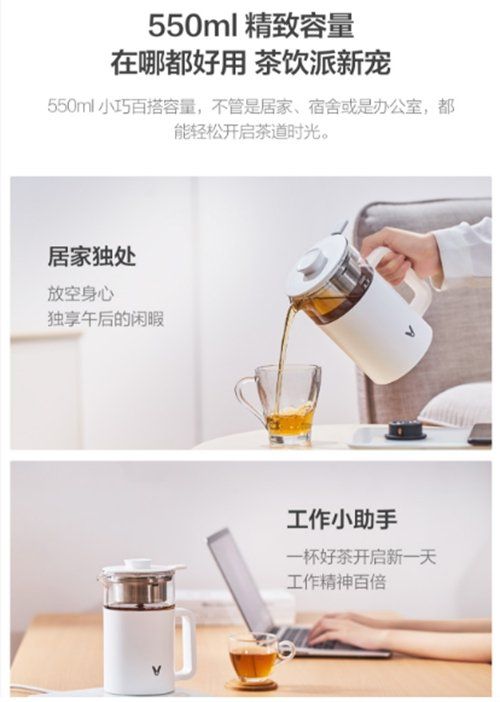 550ml 精致容量
在哪都好用 茶饮派新宠
550ml 小巧百搭容量，不管是居家、宿舍或是办公室，都
能轻松开启茶道时光。
居家独处
放空身心
独享午后的闲暇
工作小助手
一杯好茶开启新一天
工作精神百倍